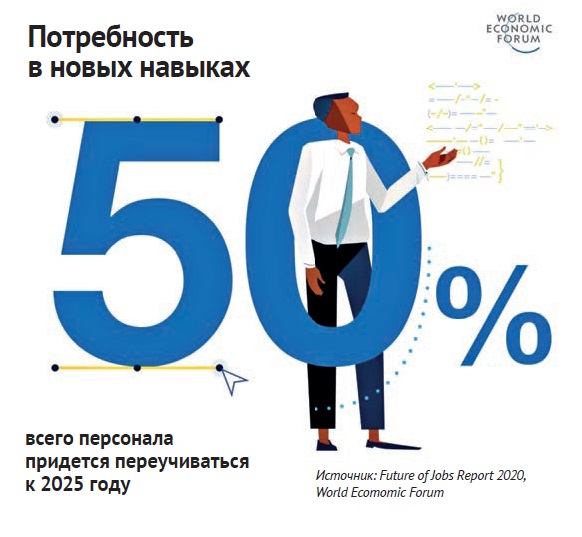 Потребность
в новых навыках
WORLD
ECONOMIC
FORUM
50%
всего персонала
придется переучиваться
к 2025 году
Источник: Future of Jobs Report 2020,
World Ecomomic Forum